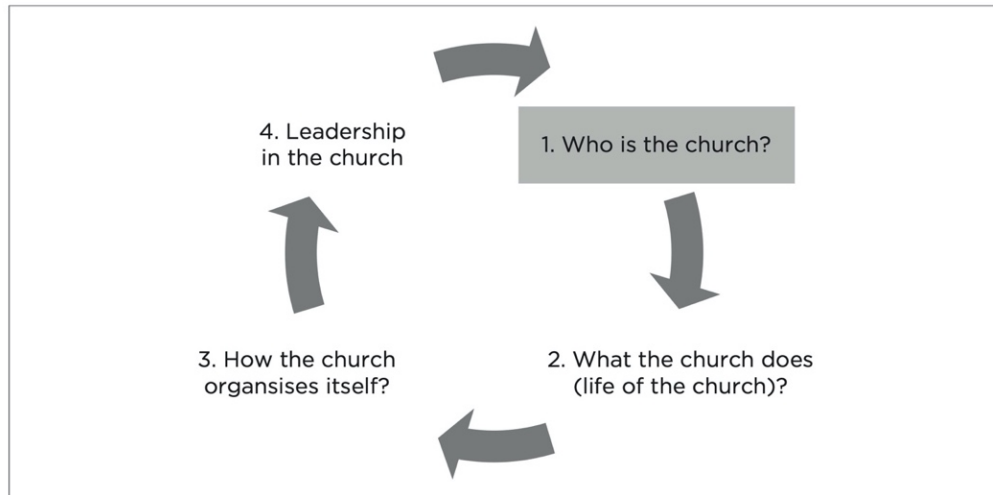 1. Who is the church?
2. What the church does
(life of the church)?
3. How the church
organsises itself?
4. Leadership
in the church